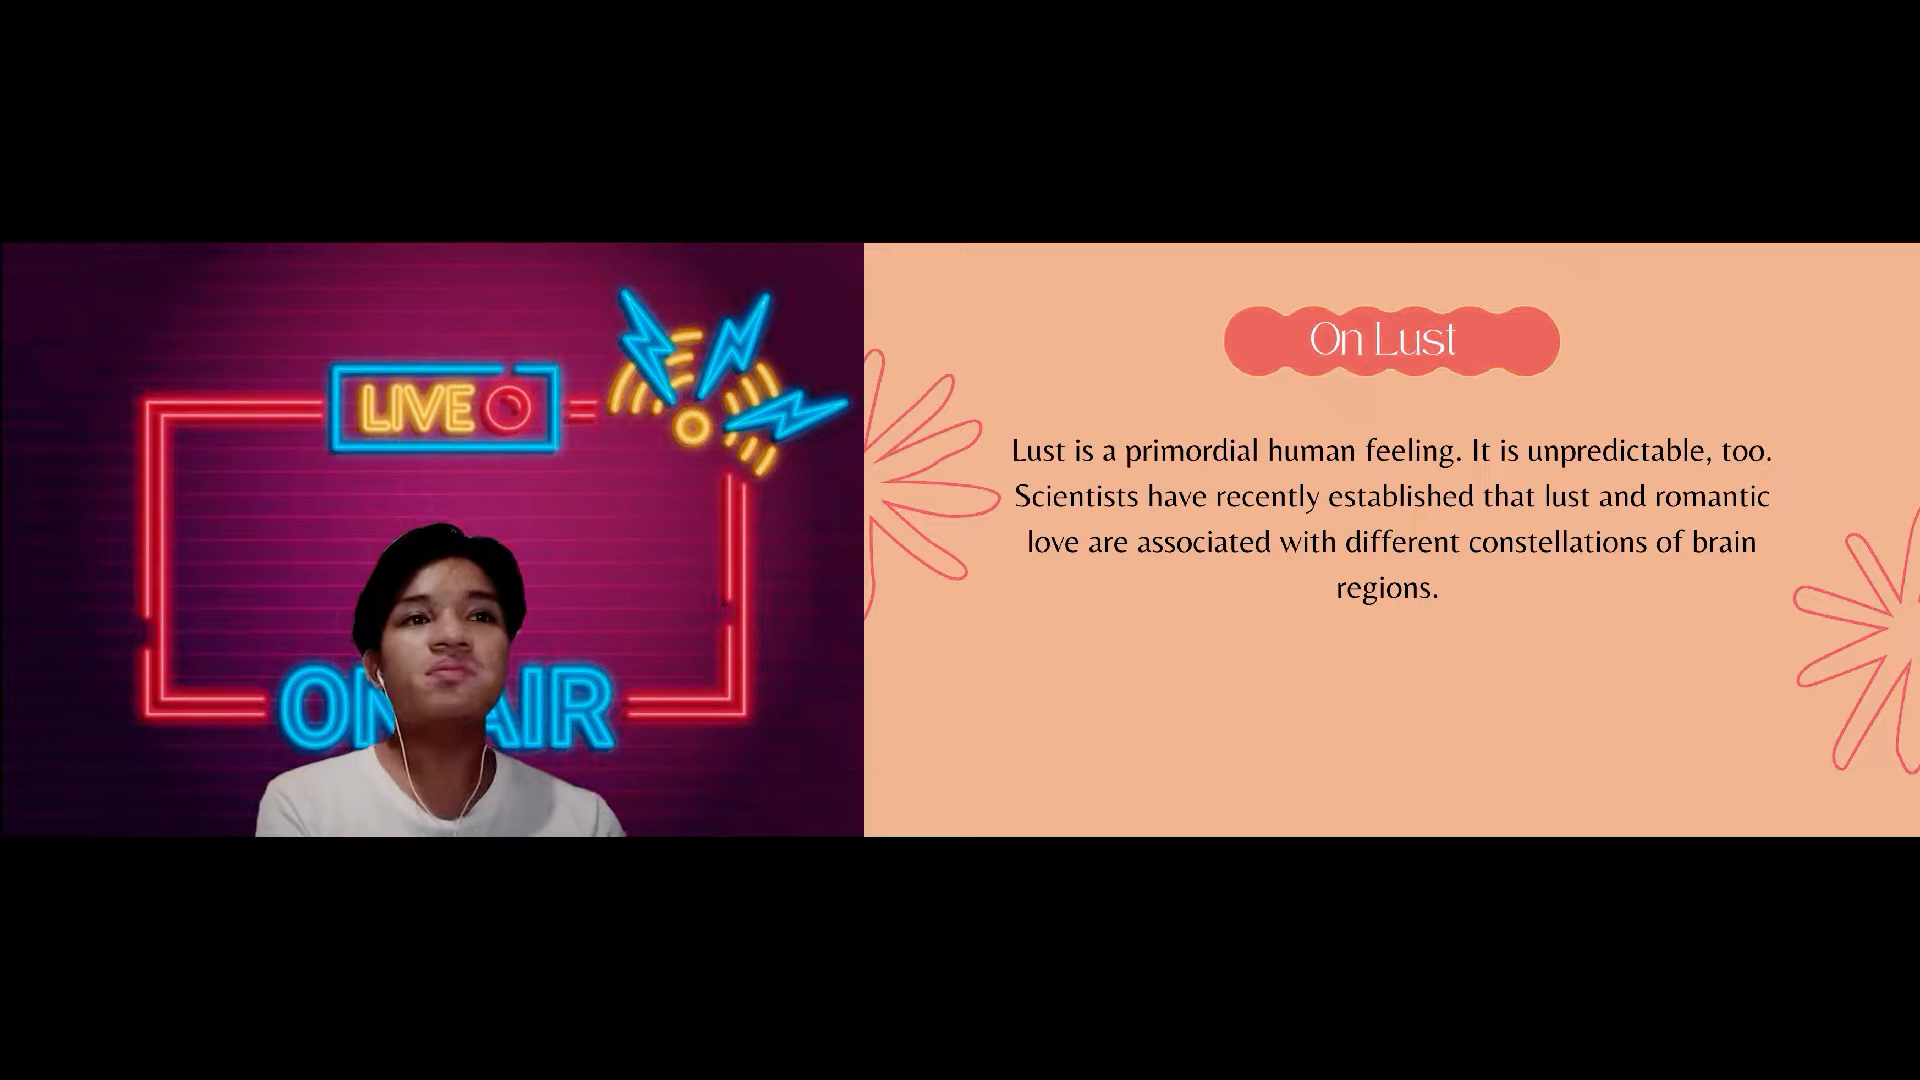 LIVE
ON AIR
On Lust
Lust is a primordial human feeling. It is unpredictable, too.
Scientists have recently established that lust and romantic
love are associated with different constellations of brain
regions.